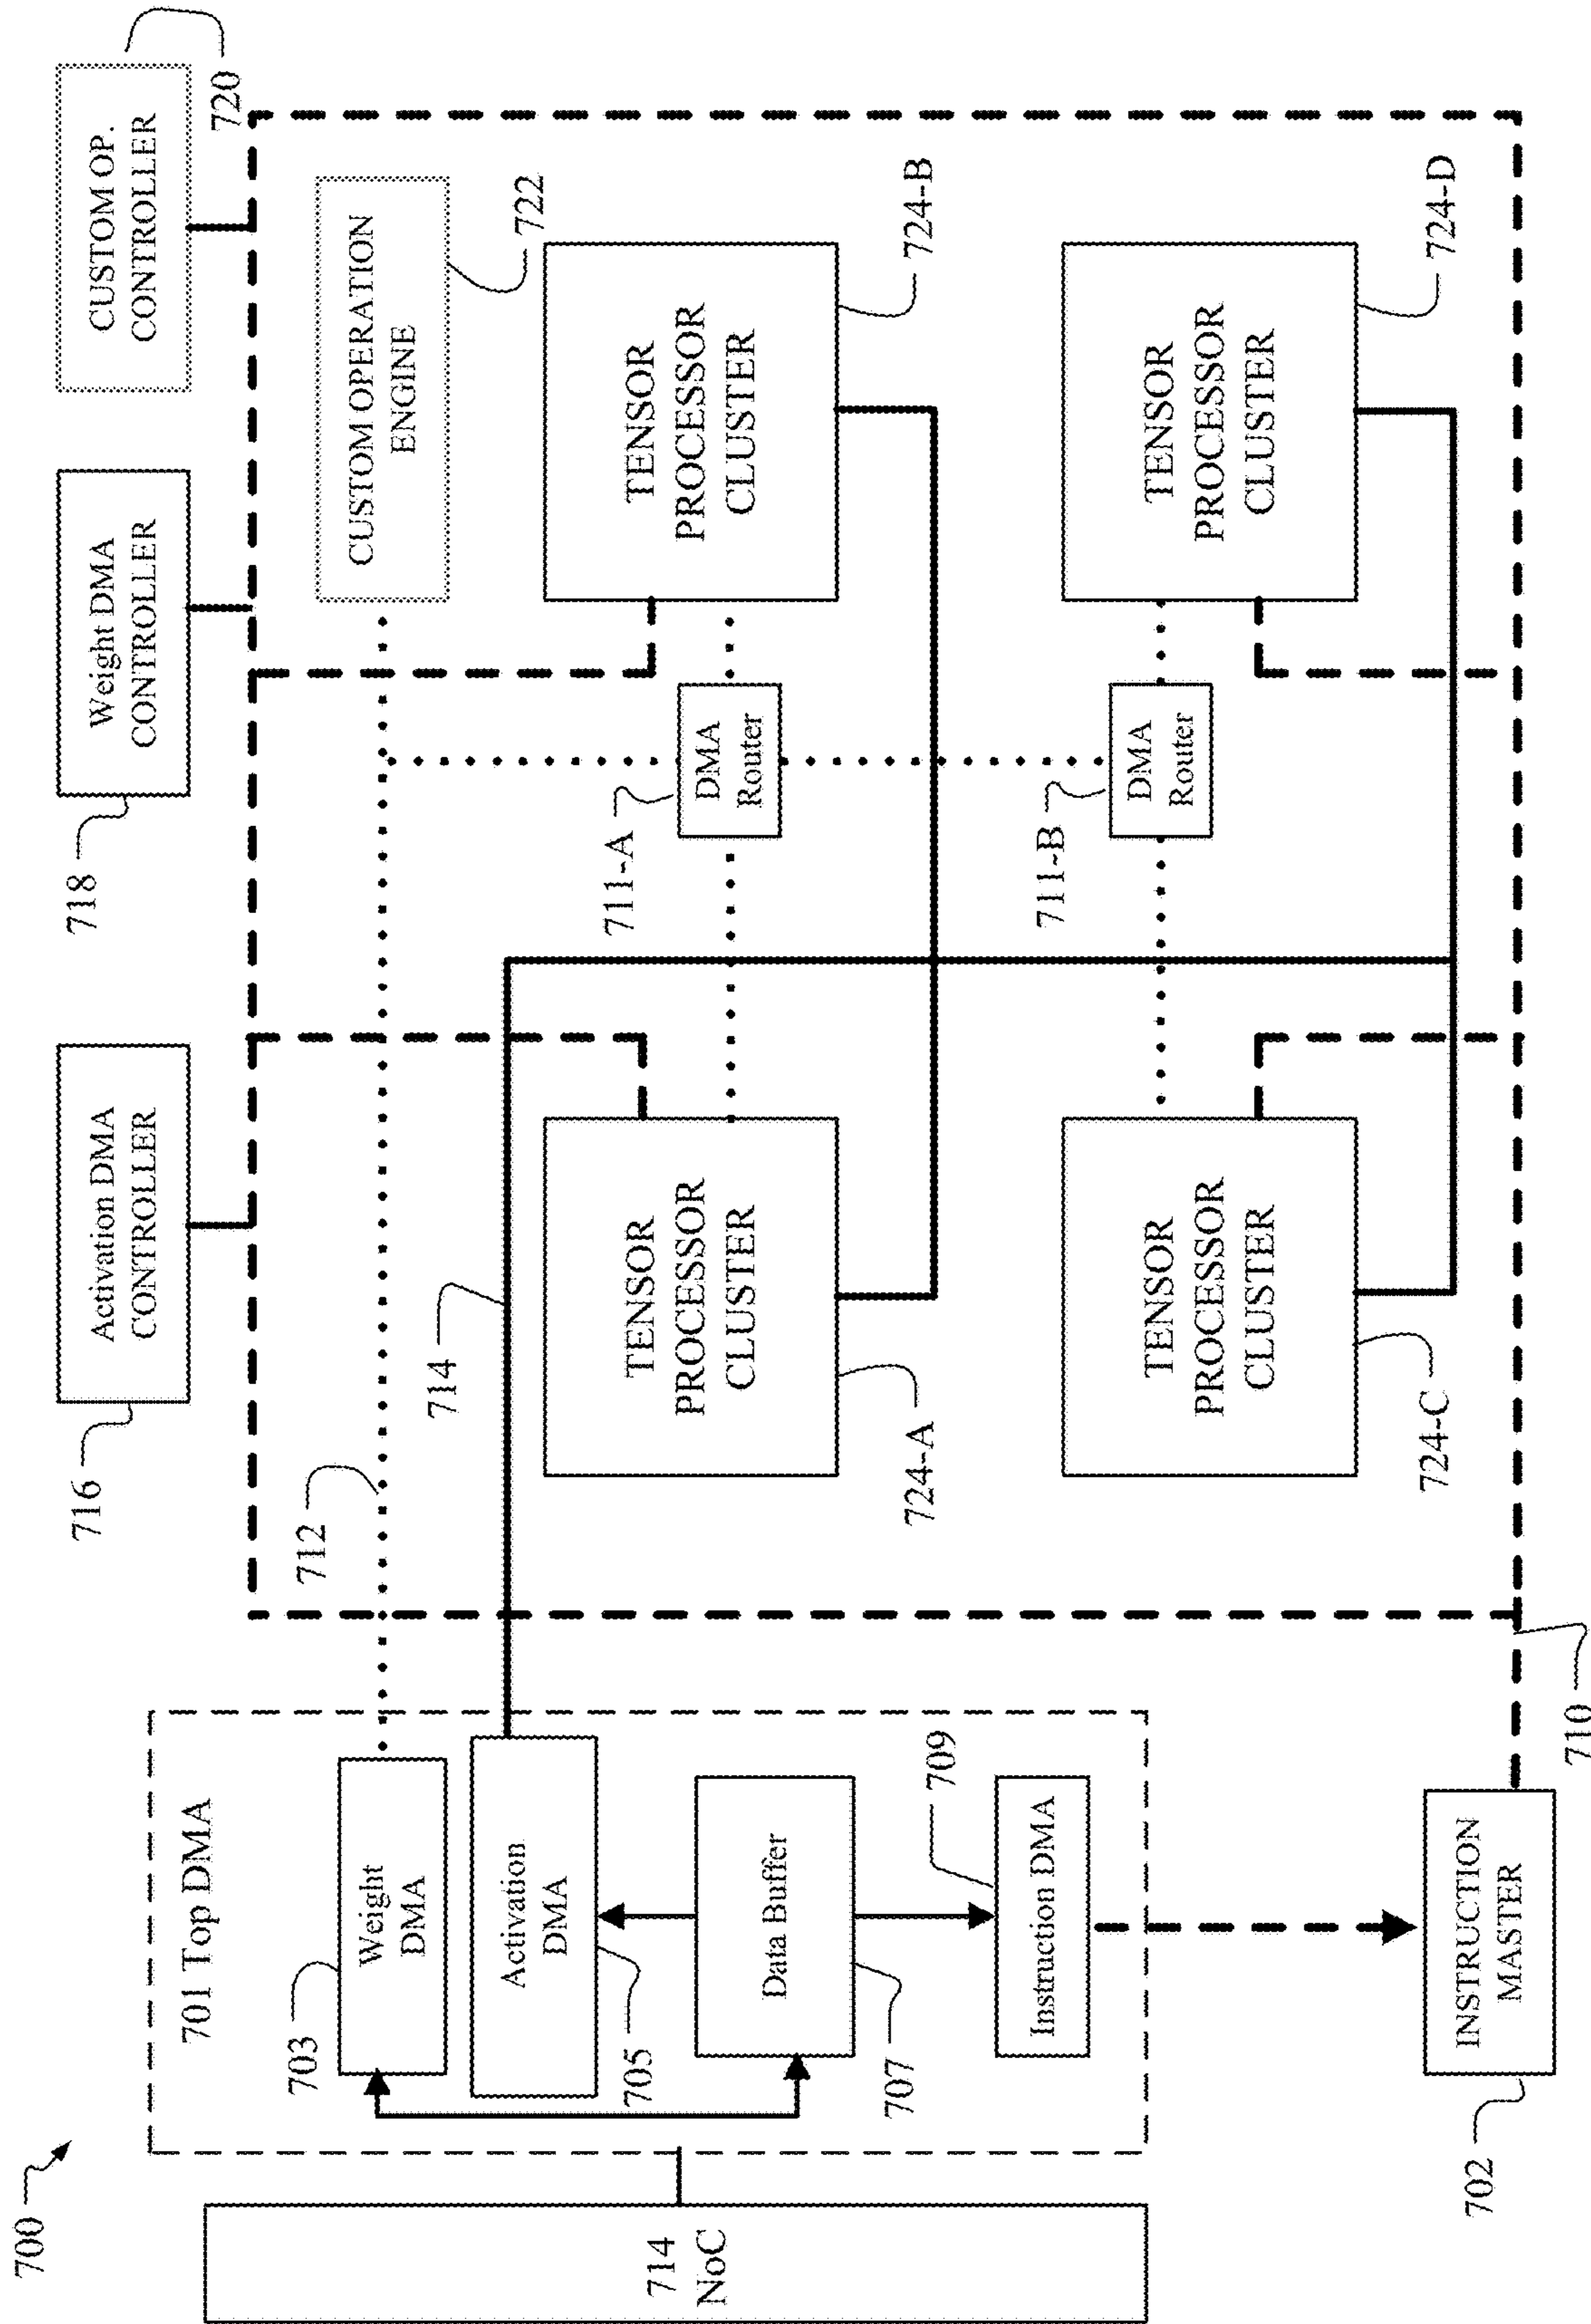 700
714
NoC
701 Top DMA
703
Weight
DMA
Activation
DMA
705
Data Buffer
707
709
Instruction DMA
702
INSTRUCTION
MASTER
710
716
Activation DMA
CONTROLLER
718
Weight DMA
CONTROLLER
CUSTOM OP.
CONTROLLER
720
712
714
CUSTOM OPERATION
ENGINE
722
TENSOR
PROCESSOR
CLUSTER
724-A
711-A
DMA
Router
TENSOR
PROCESSOR
CLUSTER
724-B
TENSOR
PROCESSOR
CLUSTER
724-C
711-B
DMA
Router
TENSOR
PROCESSOR
CLUSTER
724-D